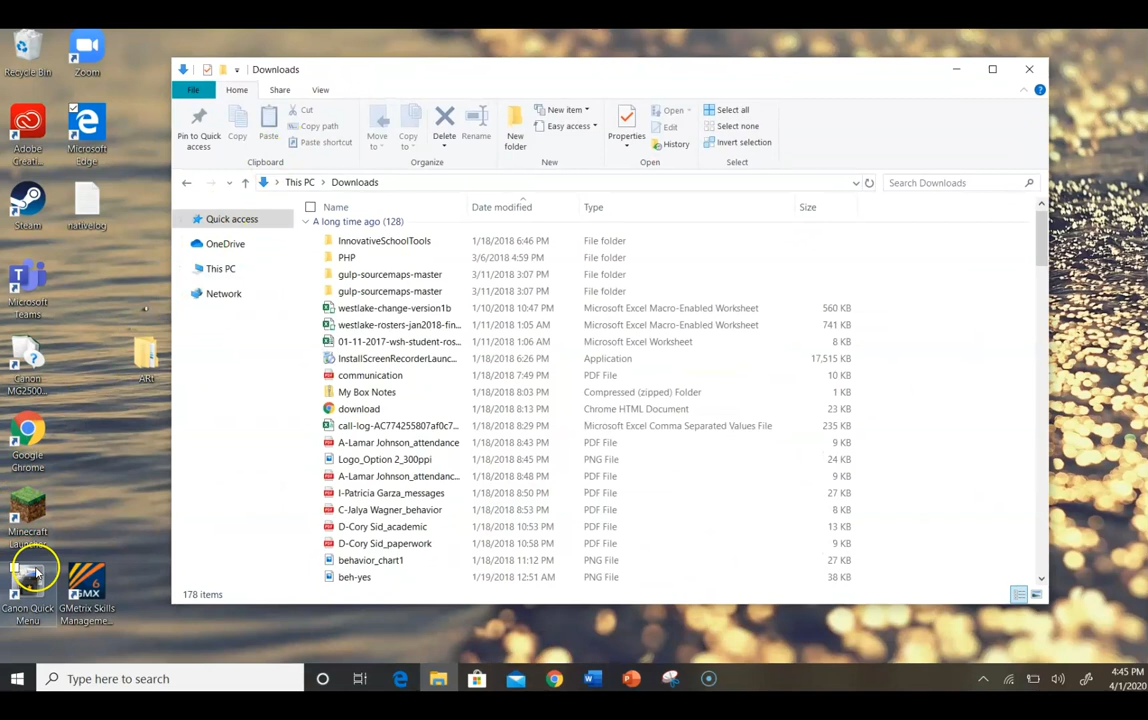 Recycle Bin
Zoom
Adobe
Creati...
Microsoft
Edge
Steam
nativelog
Microsoft
Teams
Canon
MG2500...
ARt
Google
Chrome
Minecraft
Launcher
Canon Quick
Menu
GMetrix Skills
Manageme...
Downloads
File Home Share View
Pin to Quick
access
Copy
Paste
Cut
Copy path
Paste shortcut
Clipboard
Move
to
Copy
to
Delete
Rename
Organize
New
folder
New item
Easy access
New
Properties
Open
Edit
History
Open
Select all
Select none
Invert selection
Select
This PC > Downloads
Search Downloads
Quick access
OneDrive
This PC
Network
Name Date modified Type Size
A long time ago (128)
InnovativeSchoolTools 1/18/2018 6:46 PM File folder
PHP 3/6/2018 4:59 PM File folder
gulp-sourcemaps-master 3/11/2018 3:07 PM File folder
gulp-sourcemaps-master 3/11/2018 3:07 PM File folder
westlake-change-version1b 1/10/2018 10:47 PM Microsoft Excel Macro-Enabled Worksheet 560 KB
westlake-rosters-jan2018-fin... 1/11/2018 1:05 AM Microsoft Excel Macro-Enabled Worksheet 741 KB
01-11-2017-wsh-student-ros... 1/11/2018 1:06 AM Microsoft Excel Worksheet 8 KB
InstallScreenRecorderLaunc... 1/18/2018 6:26 PM Application 17,515 KB
communication 1/18/2018 7:49 PM PDF File 10 KB
My Box Notes 1/18/2018 8:03 PM Compressed (zipped) Folder 1 KB
download 1/18/2018 8:13 PM Chrome HTML Document 23 KB
call-log-AC774255807af0c7... 1/18/2018 8:29 PM Microsoft Excel Comma Separated Values File 235 KB
A-Lamar Johnson_attendance 1/18/2018 8:43 PM PDF File 9 KB
Logo_Option 2_300ppi 1/18/2018 8:45 PM PNG File 24 KB
A-Lamar Johnson_attendance 1/18/2018 8:48 PM PDF File 9 KB
I-Patricia Garza_messages 1/18/2018 8:50 PM PDF File 27 KB
C-Jalya Wagner_behavior 1/18/2018 8:53 PM PDF File 8 KB
D-Cory Sid_academic 1/18/2018 10:53 PM PDF File 13 KB
D-Cory Sid_paperwork 1/18/2018 10:58 PM PDF File 9 KB
behavior_chart1 1/18/2018 11:12 PM PNG File 27 KB
beh-yes 1/19/2018 12:51 AM PNG File 38 KB
178 items
GMX 6
Type here to search
4:45 PM
4/1/2020